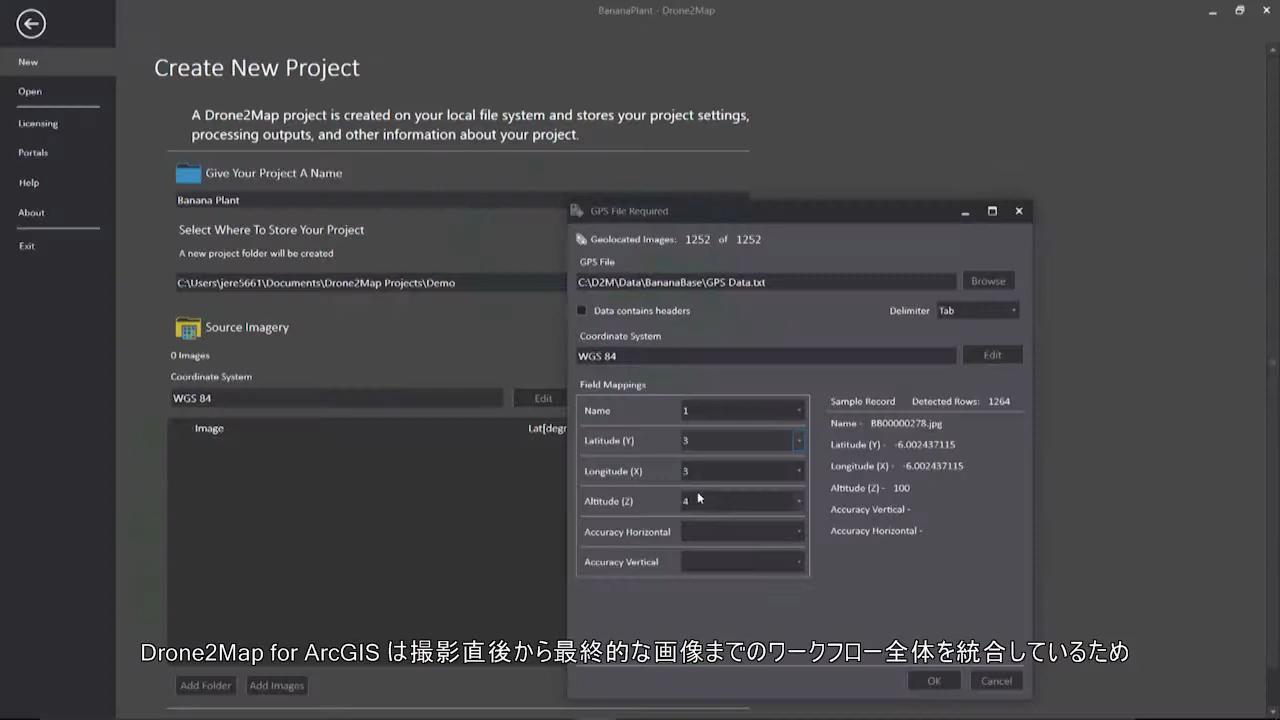 BananaPlant - Drone2Map
New
Open
Licensing
Portals
Help
About
Exit
Create New Project
A Drone2Map project is created on your local file system and stores your project settings,
processing outputs, and other information about your project.
Give Your Project A Name
Banana Plant
Select Where To Store Your Project
A new project folder will be created
C:\Users\jere5661\Documents\Drone2Map Projects\Demo
Source Imagery
0 Images
Coordinate System
WGS 84
Edit
Image
Lat[degr
Add Folder
Add Images
GPS File Required
Geolocated Images: 1252 of 1252
GPS File
C:\D2M\Data\BananaBase\GPS Data.txt
Browse
Data contains headers
Delimiter Tab
Coordinate System
WGS 84
Edit
Field Mappings
Name 1
Latitude (Y) 3
Longitude (X) 3
Altitude (Z) 4
Accuracy Horizontal
Accuracy Vertical
Sample Record Detected Rows: 1264
Name - BB00000278.jpg
Latitude (Y) - -6.002437115
Longitude (X) - -6.002437115
Altitude (Z) - 100
Accuracy Vertical -
Accuracy Horizontal -
OK
Cancel
Drone2Map for ArcGIS は撮影直後から最終的な画像までのワークフロー全体を統合しているため